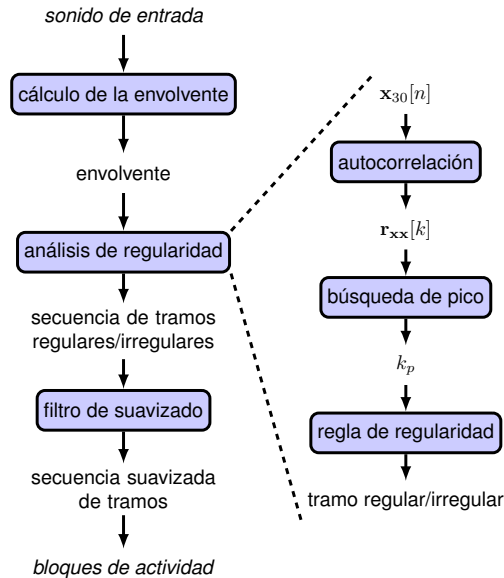 sonido de entrada
cálculo de la envolvente
envolvente
análisis de regularidad
secuencia de tramos
regulares/irregulares
filtro de suavizado
secuencia suavizada
de tramos
bloques de actividad
x₃₀[n]
autocorrelación
rₓₓ[k]
búsqueda de pico
kₚ
regla de regularidad
tramo regular/irregular